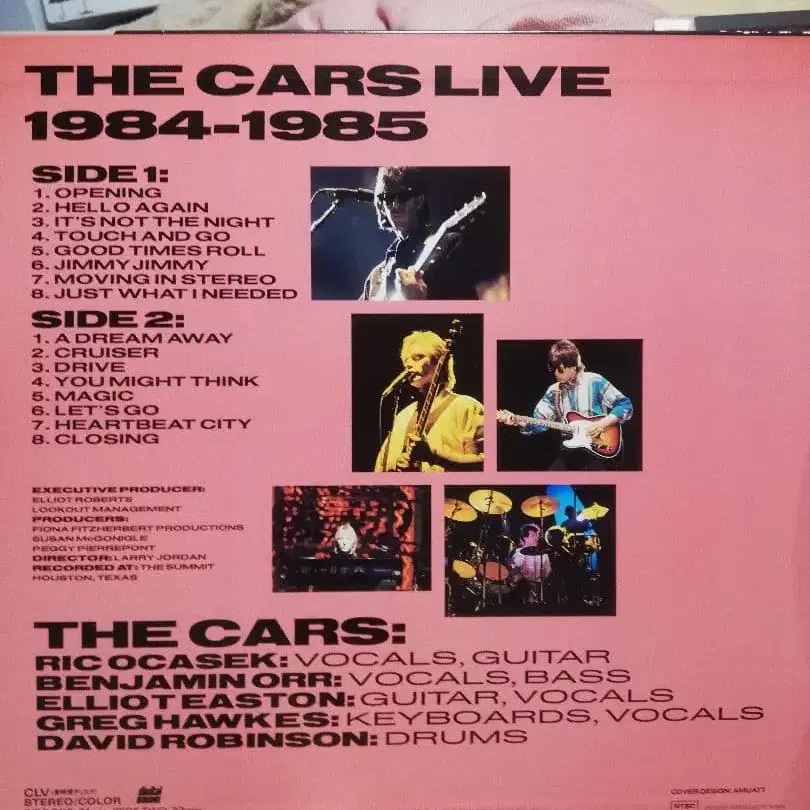 THE CARS LIVE
1984-1985
SIDE 1:
1. OPENING
2. HELLO AGAIN
3. IT'S NOT THE NIGHT
4. TOUCH AND GO
5. GOOD TIMES ROLL
6. JIMMY JIMMY
7. MOVING IN STEREO
8. JUST WHAT I NEEDED
SIDE 2:
1. A DREAM AWAY
2. CRUISER
3. DRIVE
4. YOU MIGHT THINK
5. MAGIC
6. LET'S GO
7. HEARTBEAT CITY
8. CLOSING
EXECUTIVE PRODUCER:
ELLIOT ROBERTS
LOOKOUT MANAGEMENT
PRODUCERS:
FIONA FITZHERBERT PRODUCTIONS
SUSAN McGONIGLE
PEGGY PIERREPONT
DIRECTOR: LARRY JORDAN
RECORDED AT: THE SUMMIT
HOUSTON, TEXAS
THE CARS:
RIC OCASEK: VOCALS, GUITAR
BENJAMIN ORR: VOCALS, BASS
ELLIOT EASTON: GUITAR, VOCALS
GREG HAWKES: KEYBOARDS, VOCALS
DAVID ROBINSON: DRUMS
CLV
STEREO/COLOR
COVER DESIGN: AMUATT
NTSC